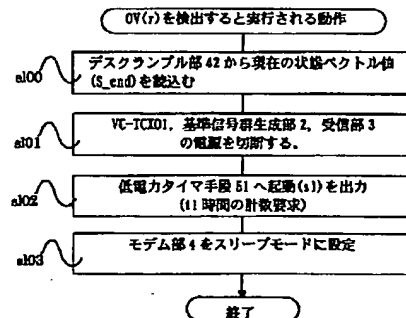 OV(r)を検出すると実行される動作
s100
デスクランブル部42から現在の状態ベクトル値
(S_end)を読込む
s101
VC-TCXO1, 基準信号群生成部2, 受信部3
の電源を切断する。
s102
低電力タイマ手段51へ起動(s1)を出力
(t1時間の計数要求)
s103
モデム部4をスリープモードに設定
終了